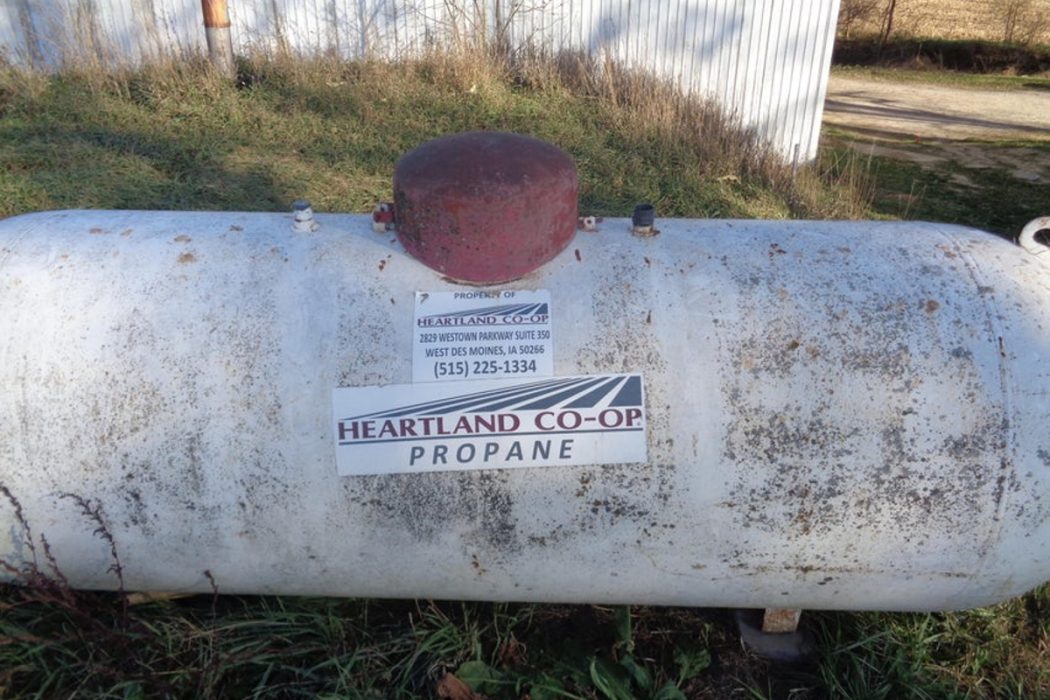 PROPERTY OF
HEARTLAND CO-OP
2829 WESTOWN PARKWAY SUITE 350
WEST DES MOINES, IA 50266
(515) 225-1334
HEARTLAND CO-OP
PROPANE